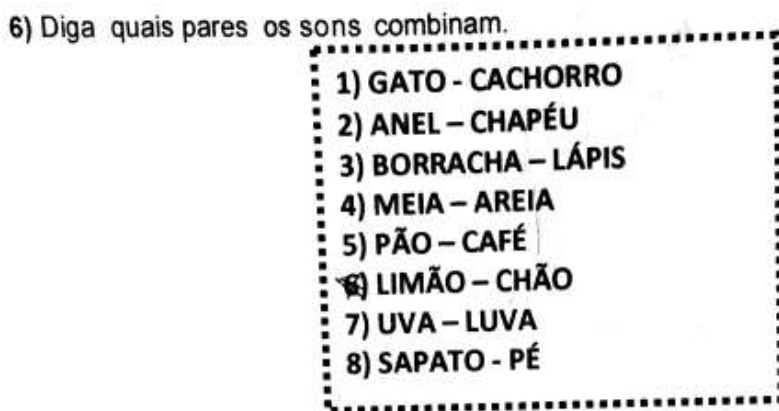 6) Diga quais pares os sons combinam.
1) GATO - CACHORRO
2) ANEL – CHAPÉU
3) BORRACHA – LÁPIS
4) MEIA – AREIA
5) PÃO – CAFÉ
6) LIMÃO – CHÃO
7) UVA – LUVA
8) SAPATO - PÉ